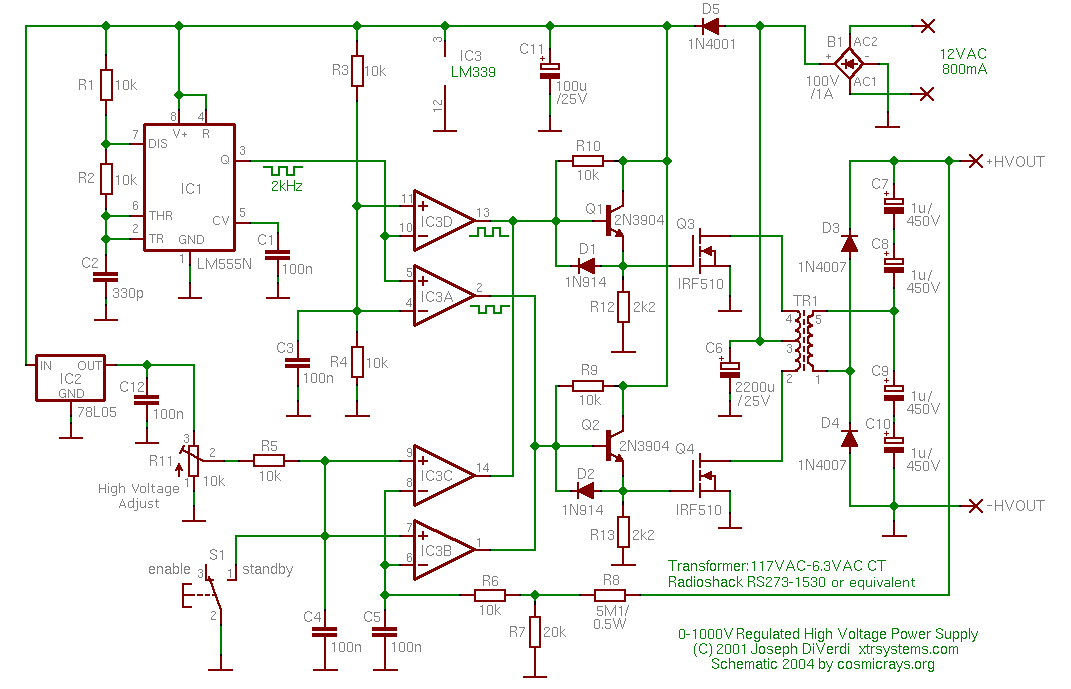 D5
1N4001
B1
AC2
+
-
AC1
100V
/1A
12VAC
800mA
R1
10k
R3
10k
3
IC3
LM339
12
C11
+
100u
/25V
8
4
V+
R
7
DIS
Q
3
2kHz
R2
10k
IC1
6
THR
CV
5
2
TR
GND
1
LM555N
C1
100n
C2
330p
11
+
10
-
IC3D
13
5
+
4
-
IC3A
2
R10
10k
Q1
2N3904
D1
1N914
R12
2k2
Q3
IRF510
C7
+
1u/
450V
+HVOUT
D3
1N4007
C8
+
1u/
450V
TR1
4
5
3
2
1
C6
+
2200u
/25V
C3
100n
R4
10k
IN
OUT
IC2
GND
78L05
C12
100n
3
2
R11
1
10k
High Voltage
Adjust
R5
10k
9
+
8
-
IC3C
14
7
+
6
-
IC3B
1
R9
10k
Q2
2N3904
D2
1N914
R13
2k2
Q4
IRF510
C9
+
1u/
450V
C10
+
1u/
450V
D4
1N4007
-HVOUT
S1
enable
3
1
standby
2
C4
100n
C5
100n
R6
10k
R7
20k
R8
5M1/
0.5W
Transformer:117VAC-6.3VAC CT
Radioshack RS273-1530 or equivalent
0-1000V Regulated High Voltage Power Supply
(C) 2001 Joseph DiVerdi xtrsystems.com
Schematic 2004 by cosmicrays.org